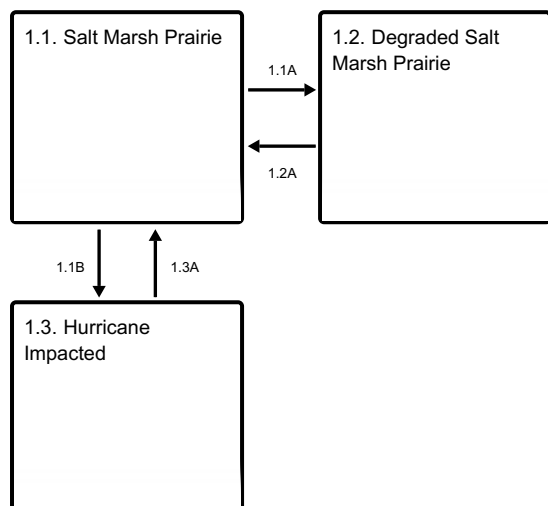 1.1. Salt Marsh Prairie
1.2. Degraded Salt
Marsh Prairie
1.1A
1.2A
1.1B
1.3A
1.3. Hurricane
Impacted